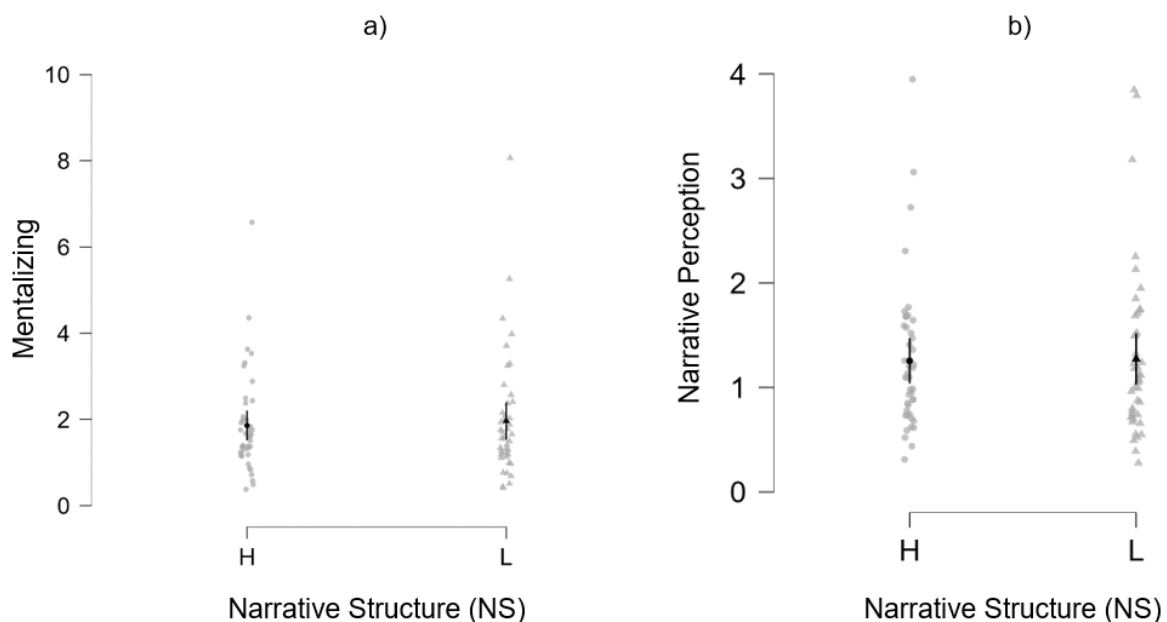 a)
Mentalizing
10
8
6
4
2
0
H
L
Narrative Structure (NS)
b)
Narrative Perception
4
3
2
1
0
H
L
Narrative Structure (NS)